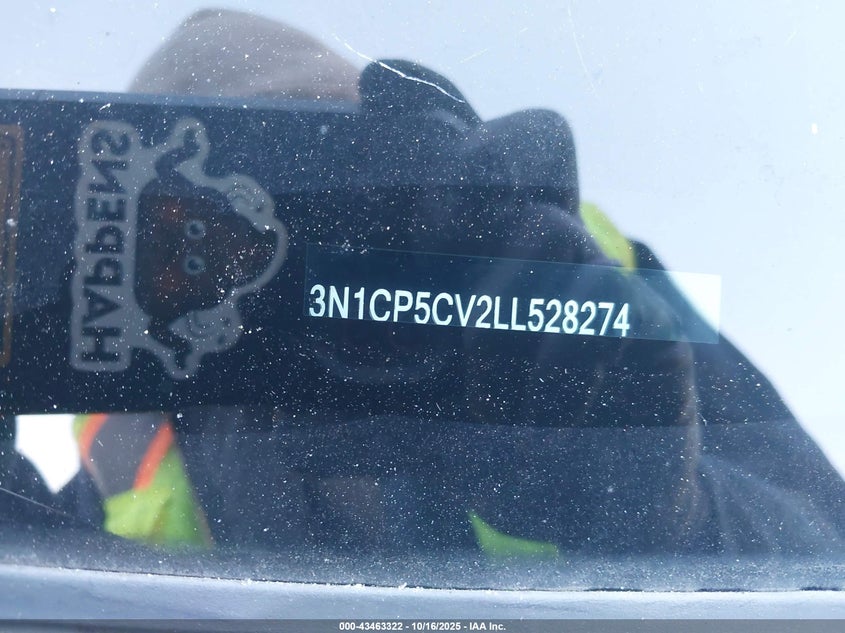 HAPPENS
3N1CP5CV2LL528274
000-43463322 - 10/16/2025 - IAA Inc.